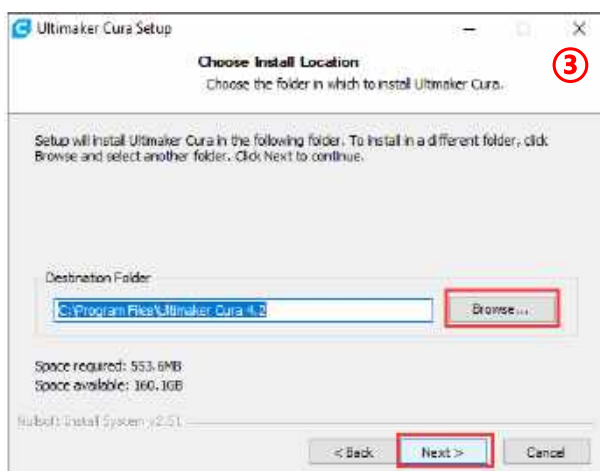 Ultimaker Cura Setup
Choose Install Location
Choose the folder in which to install Ultimaker Cura.
③
Setup will install Ultimaker Cura in the following folder. To install in a different folder, click
Browse and select another folder. Click Next to continue.
Destination Folder
C:\Program Files\Ultimaker Cura 4.2
Browse...
Space required: 553.6MB
Space available: 160.1GB
Nullsoft Install System v2.51
< Back
Next >
Cancel